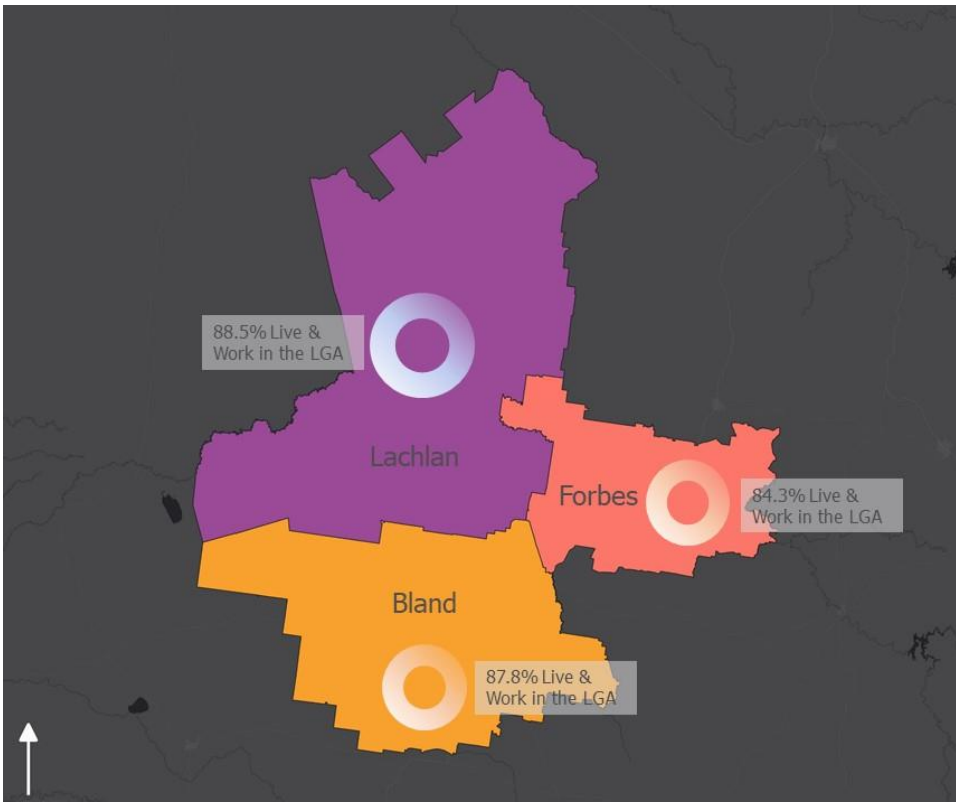 88.5% Live &
Work in the LGA
Lachlan
Forbes
84.3% Live &
Work in the LGA
Bland
87.8% Live &
Work in the LGA